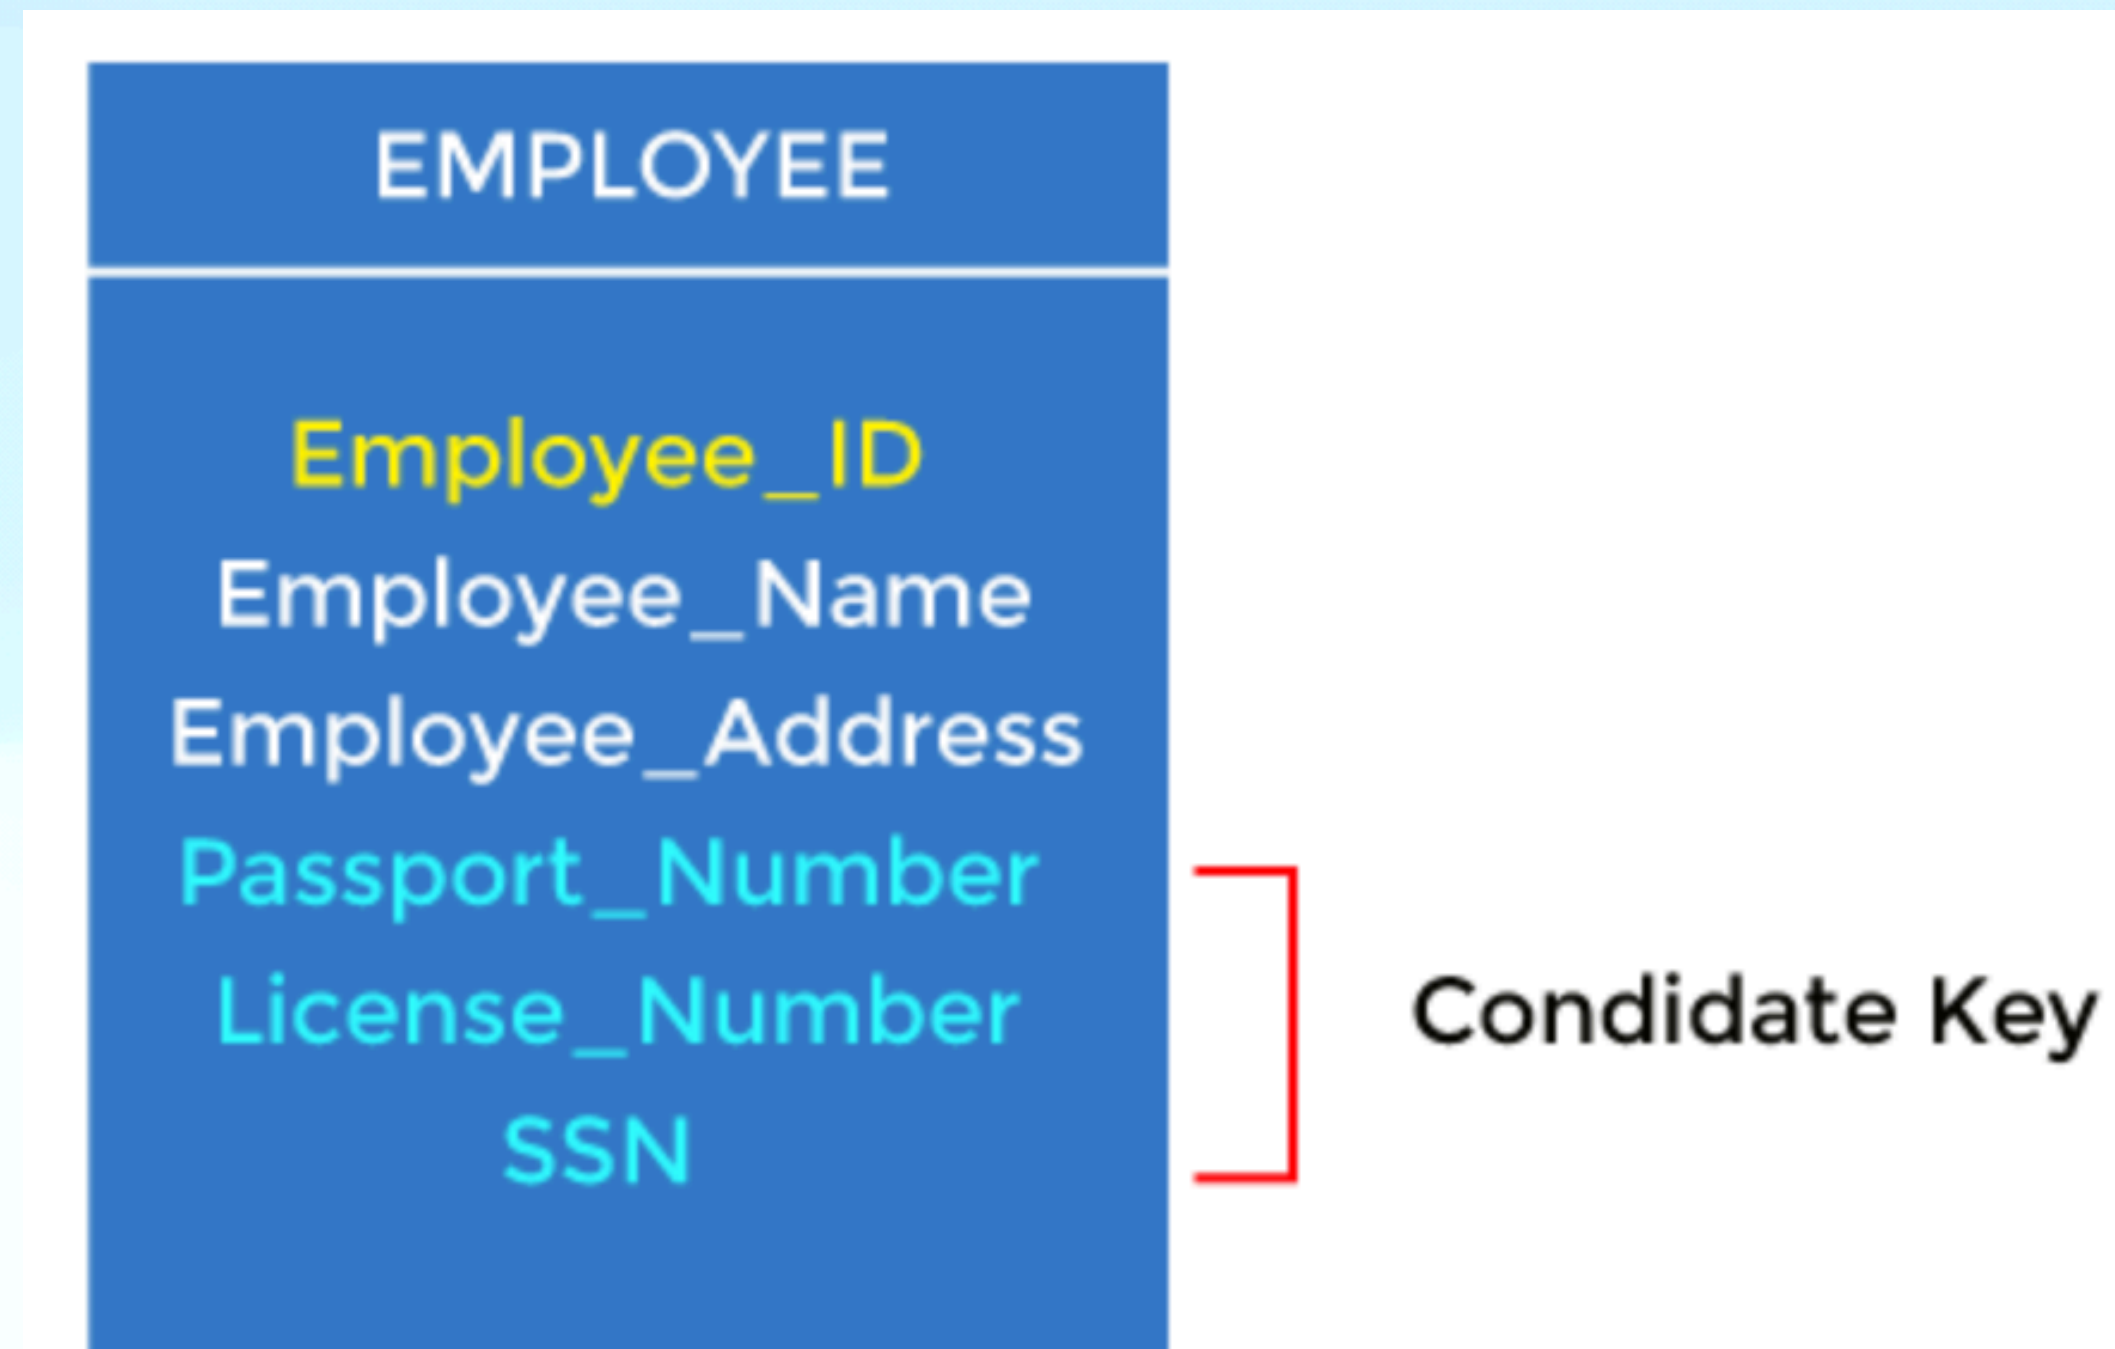 EMPLOYEE
Employee_ID
Employee_Name
Employee_Address
Passport_Number
License_Number
Condidate Key
SSN